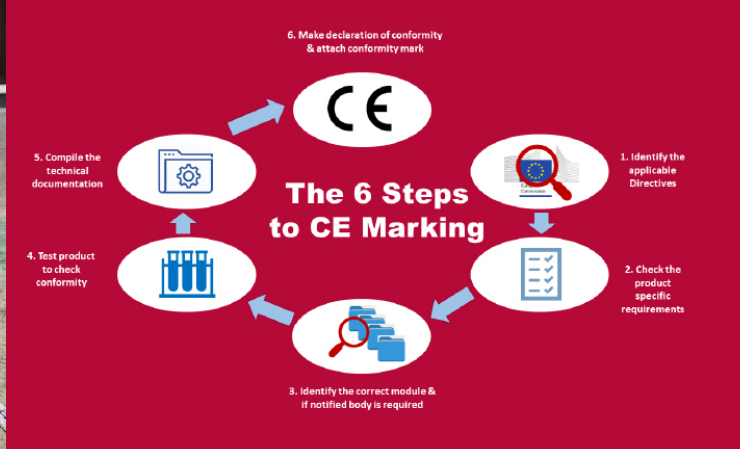 The 6 Steps
to CE Marking
1. Identify the
applicable
Directives
2. Check the
product
specific
requirements
3. Identify the correct module &
if notified body is required
4. Test product
to check
conformity
5. Compile the
technical
documentation
6. Make declaration of conformity
& attach conformity mark
CE
Commission